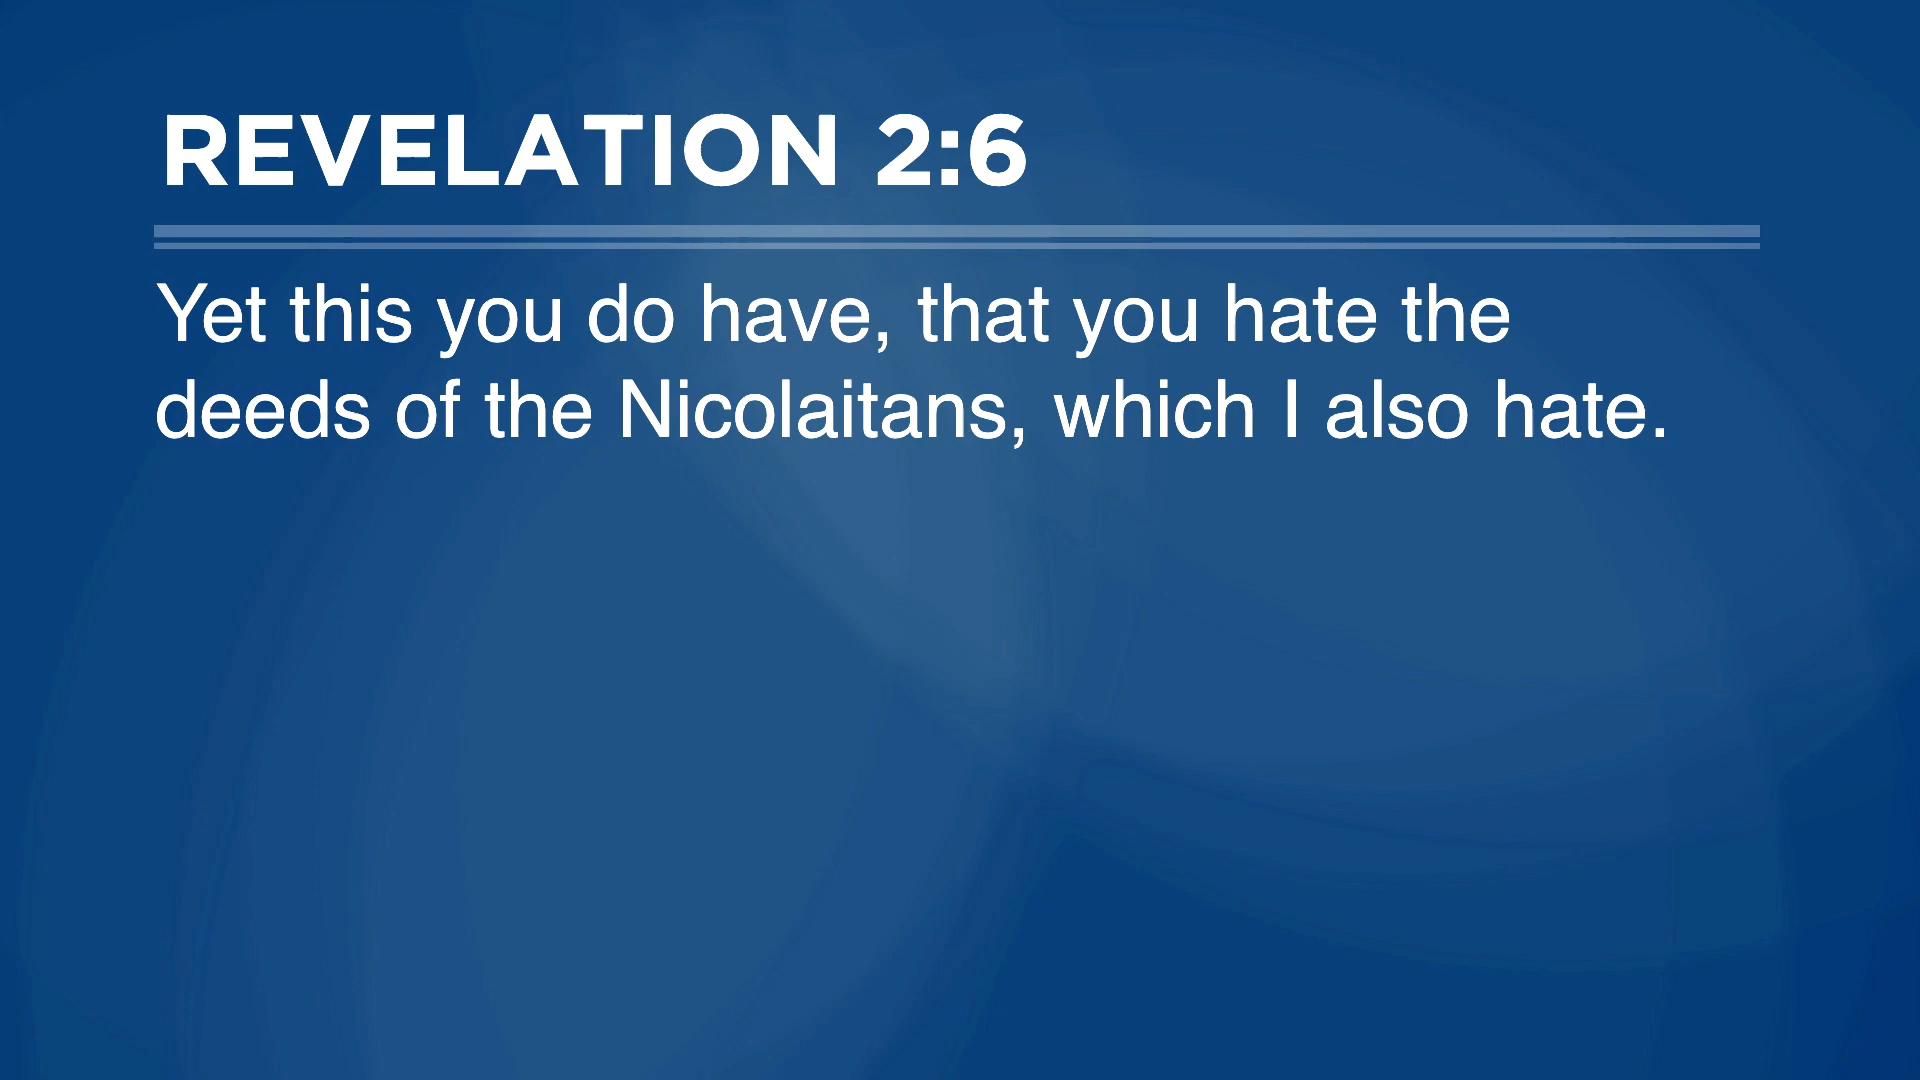 REVELATION 2:6
Yet this you do have, that you hate the
deeds of the Nicolaitans, which I also hate.